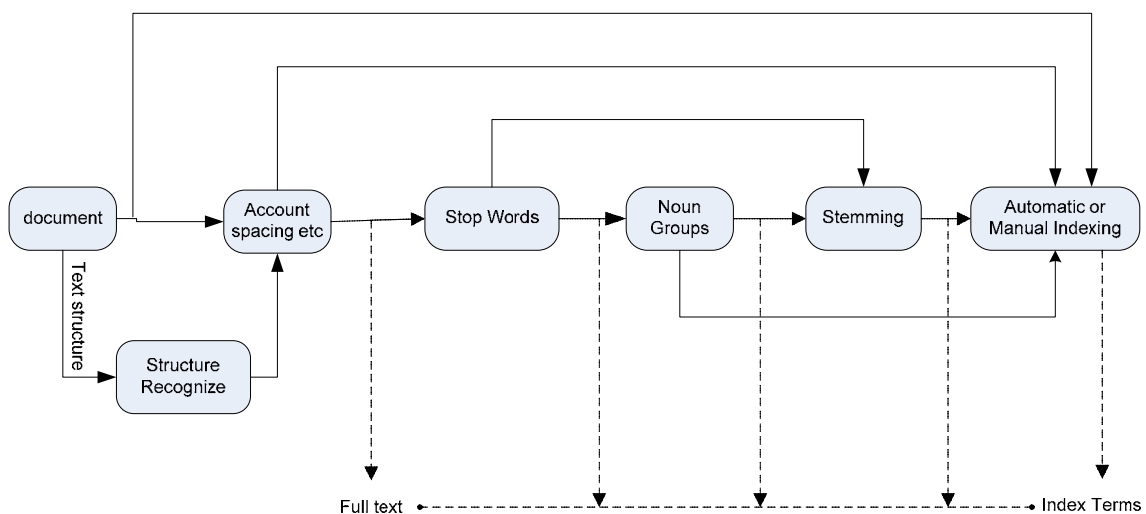 document
Account
spacing etc
Stop Words
Noun
Groups
Stemming
Automatic or
Manual Indexing
Text structure
Structure
Recognize
Full text
Index Terms